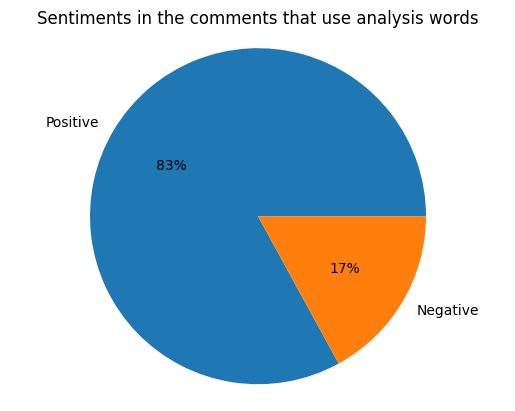 Sentiments in the comments that use analysis words
Positive
83%
17%
Negative